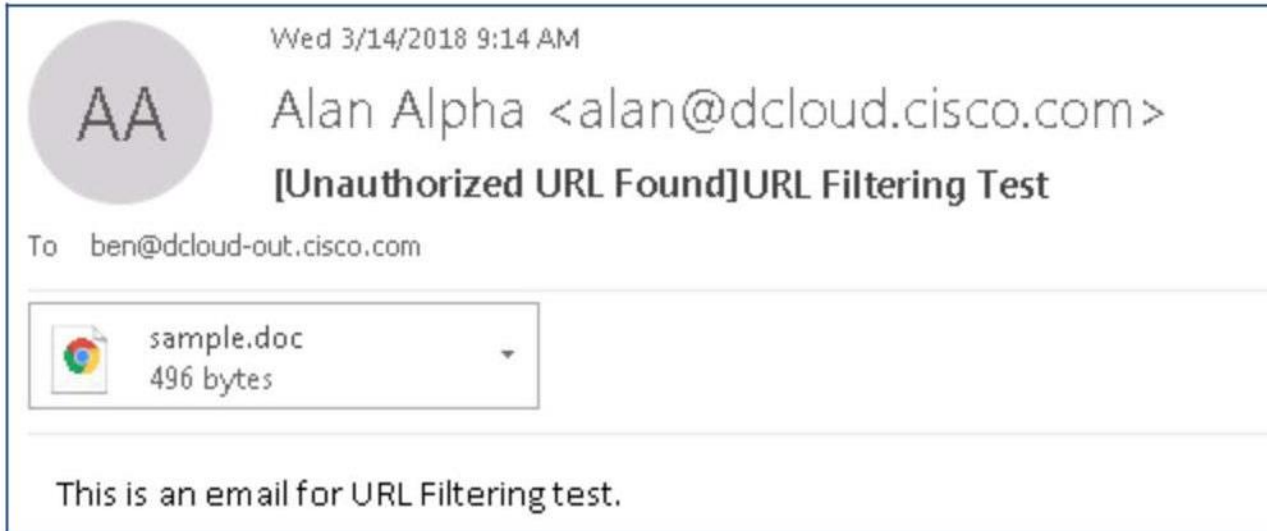 Wed 3/14/2018 9:14 AM
AA
Alan Alpha <alan@dcloud.cisco.com>
[Unauthorized URL Found]URL Filtering Test
To ben@dcloud-out.cisco.com
sample.doc
496 bytes
This is an email for URL Filtering test.